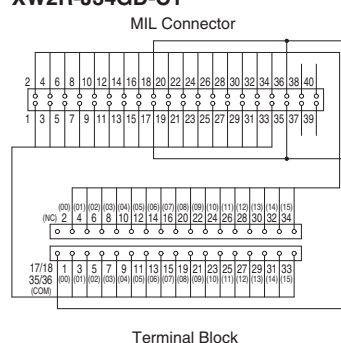 MIL Connector
2 4 6 8 10 12 14 16 18 20 22 24 26 28 30 32 34 36 38 40
1 3 5 7 9 11 13 15 17 19 21 23 25 27 29 31 33 35 37 39
(00) (01) (02) (03) (04) (05) (06) (07) (08) (09) (10) (11) (12) (13) (14) (15)
(NC) 2 4 6 8 10 12 14 16 20 22 24 26 28 30 32 34
17/18 1 3 5 7 9 11 13 15 19 21 23 25 27 29 31 33
35/36 (00) (01) (02) (03) (04) (05) (06) (07) (08) (09) (10) (11) (12) (13) (14) (15)
(COM)
Terminal Block